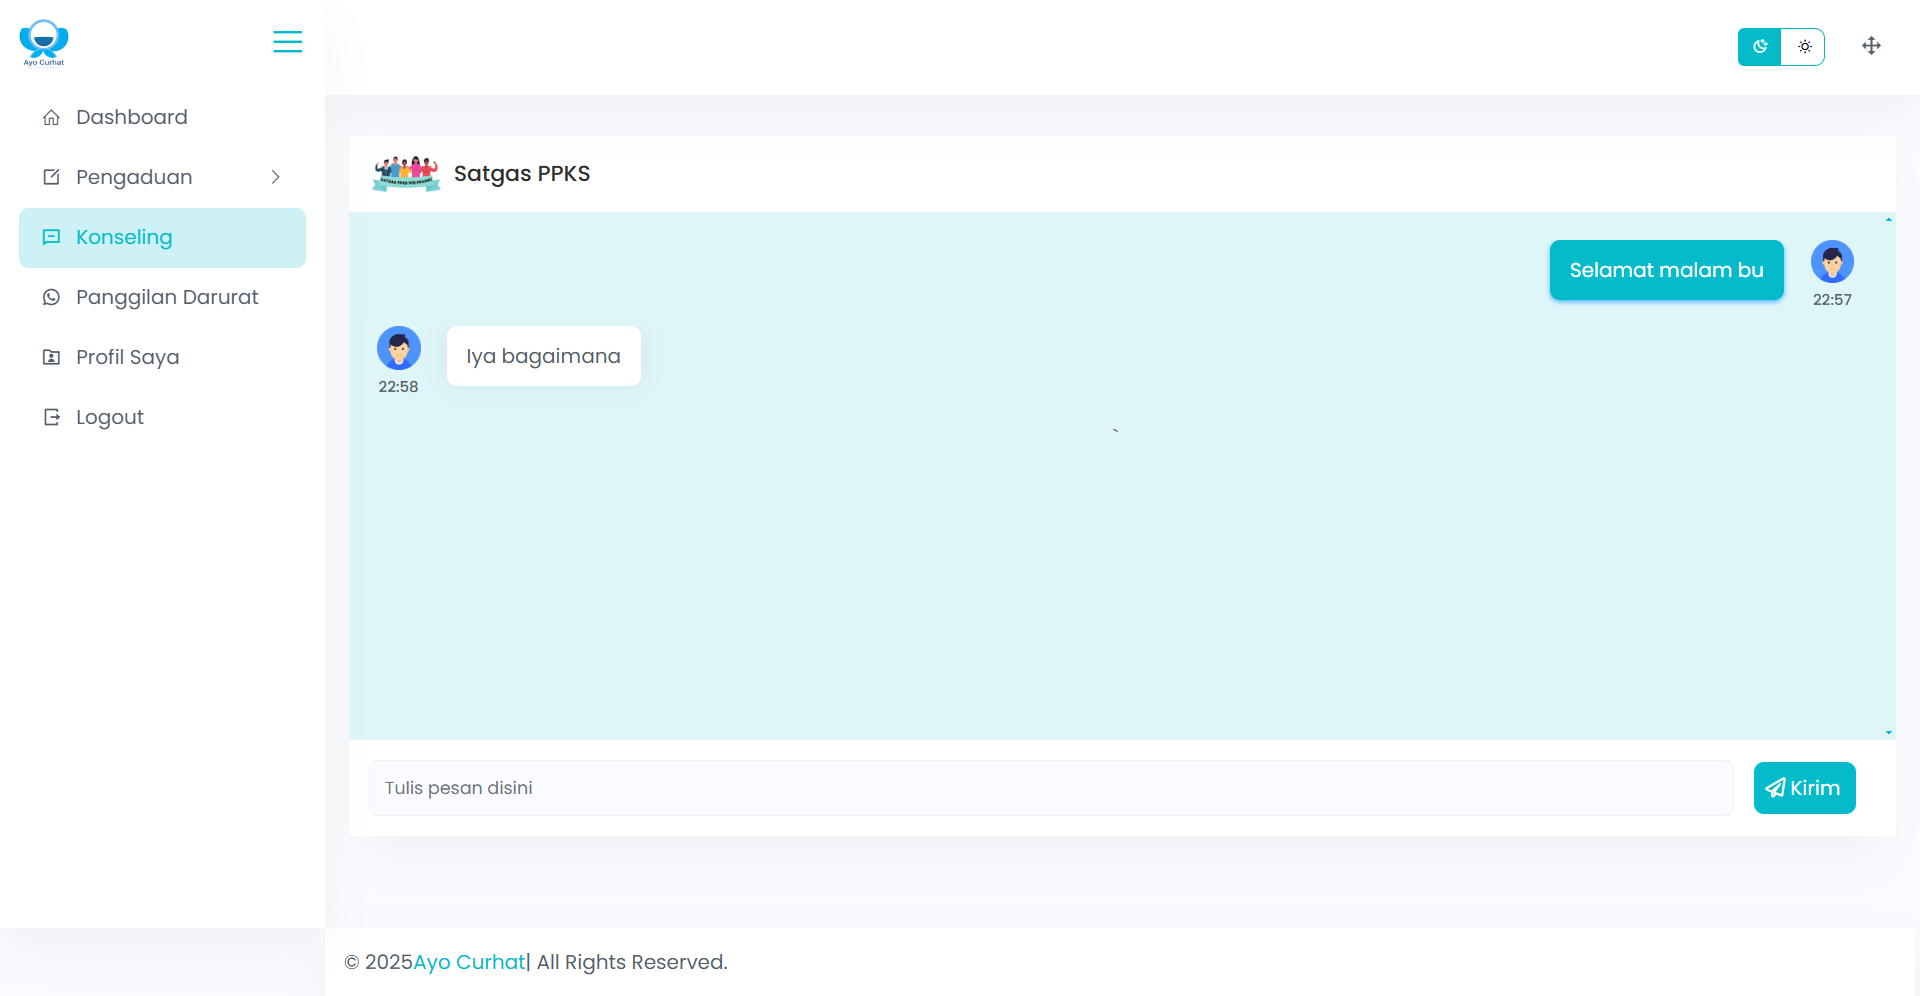 Ayo Curhat
Dashboard
Pengaduan
Konseling
Panggilan Darurat
Profil Saya
Logout
Satgas PPKS
Selamat malam bu
22:57
Iya bagaimana
22:58
`
Tulis pesan disini
Kirim
© 2025Ayo Curhat| All Rights Reserved.